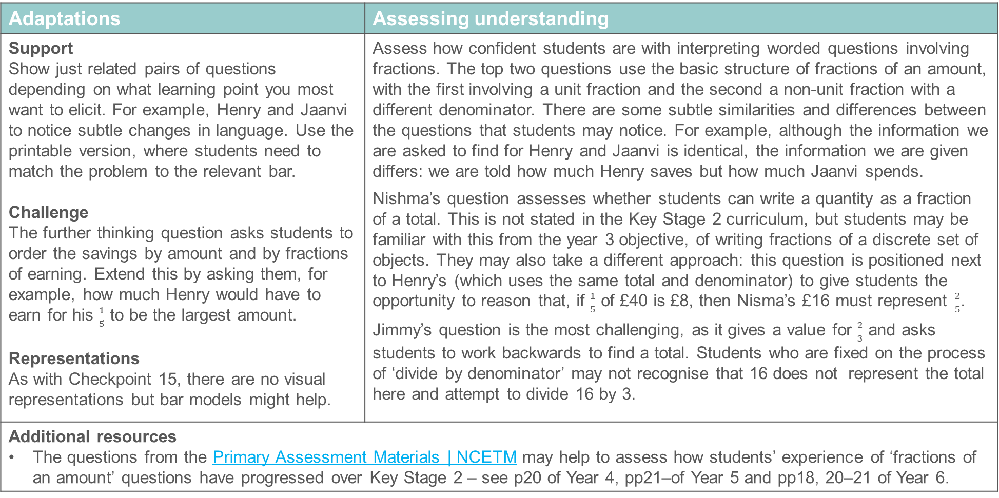 Adaptations
Support
Show just related pairs of questions
depending on what learning point you most
want to elicit. For example, Henry and Jaanvi
to notice subtle changes in language. Use the
printable version, where students need to
match the problem to the relevant bar.
Challenge
The further thinking question asks students to
order the savings by amount and by fractions
of earning. Extend this by asking them, for
example, how much Henry would have to
earn for his 1/5 to be the largest amount.
Representations
As with Checkpoint 15, there are no visual
representations but bar models might help.
Assessing understanding
Assess how confident students are with interpreting worded questions involving
fractions. The top two questions use the basic structure of fractions of an amount,
with the first involving a unit fraction and the second a non-unit fraction with a
different denominator. There are some subtle similarities and differences between
the questions that students may notice. For example, although the information we
are asked to find for Henry and Jaanvi is identical, the information we are given
differs: we are told how much Henry saves but how much Jaanvi spends.
Nishma’s question assesses whether students can write a quantity as a fraction
of a total. This is not stated in the Key Stage 2 curriculum, but students may be
familiar with this from the year 3 objective, of writing fractions of a discrete set of
objects. They may also take a different approach: this question is positioned next
to Henry’s (which uses the same total and denominator) to give students the
opportunity to reason that, if 1/5 of £40 is £8, then Nisma’s £16 must represent 2/5.
Jimmy’s question is the most challenging, as it gives a value for 2/3 and asks
students to work backwards to find a total. Students who are fixed on the process
of ‘divide by denominator’ may not recognise that 16 does not represent the total
here and attempt to divide 16 by 3.
Additional resources
• The questions from the Primary Assessment Materials | NCETM may help to assess how students’ experience of ‘fractions of
an amount’ questions have progressed over Key Stage 2 – see p20 of Year 4, pp21–of Year 5 and pp18, 20–21 of Year 6.